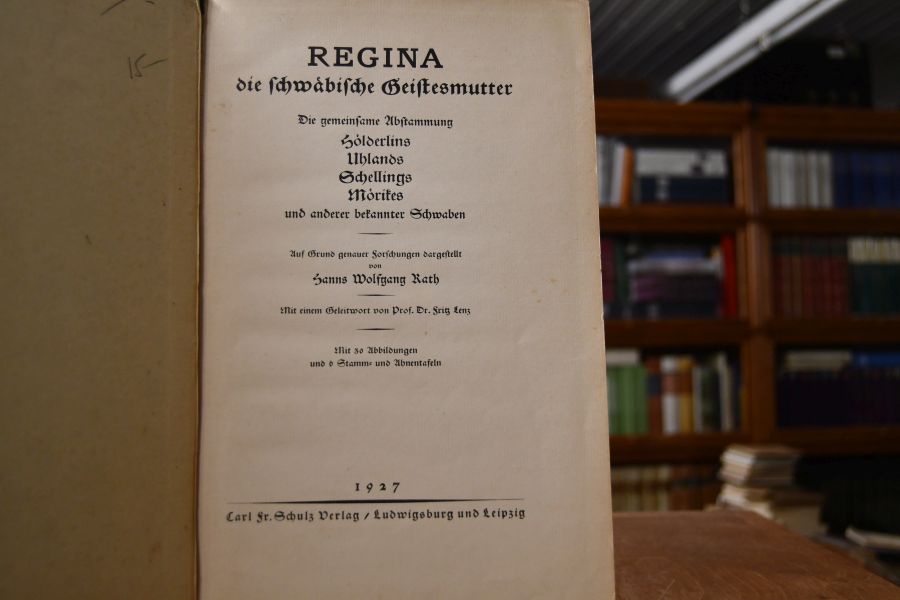 15-
REGINA
die schwäbische Geistesmutter
Die gemeinsame Abstammung
Hölderlins
Uhlands
Schellings
Mörikes
und anderer bekannter Schwaben
Auf Grund genauer Forschungen dargestellt
von
Hanns Wolfgang Rath
Mit einem Geleitwort von Prof. Dr. Fritz Lenz
Mit 30 Abbildungen
und 6 Stamm- und Ahnentafeln
1927
Carl Fr. Schulz Verlag / Ludwigsburg und Leipzig